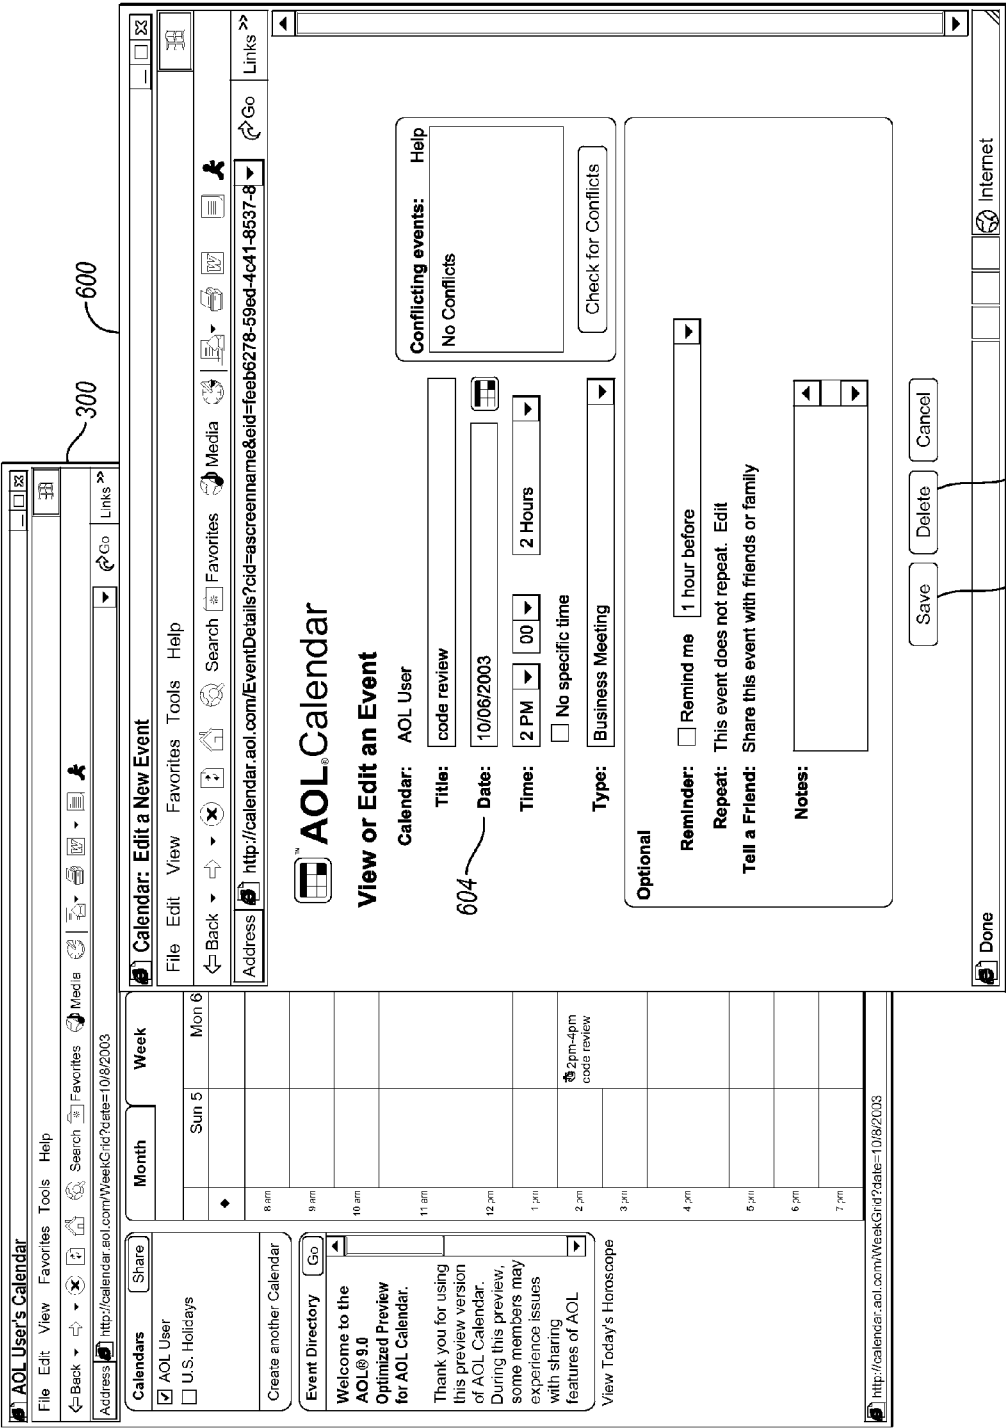 AOL User's Calendar
File Edit View Favorites Tools Help
Back Search Favorites Media
Address http://calendar.aol.com/WeekGrid?date=10/8/2003 Go Links »
300
600
Calendars Share
AOL User
U.S. Holidays
Create another Calendar
Event Directory Go
Welcome to the
AOL® 9.0
Optimized Preview
for AOL Calendar.
Thank you for using
this preview version
of AOL Calendar.
During this preview,
some members may
experience issues
with sharing
features of AOL
View Today's Horoscope
Month Week
Sun 5 Mon 6
8 am
9 am
10 am
11 am
12 pm
1 pm
2 pm
2pm-4pm
code review
3 pm
4 pm
5 pm
6 pm
7 pm
http://calendar.aol.com/WeekGrid?date=10/8/2003
Calendar: Edit a New Event
File Edit View Favorites Tools Help
Back Search Favorites Media
Address http://calendar.aol.com/EventDetails?cid=ascreenname&eid=feeb6278-59ed-4c41-8537-8 Go Links »
™ AOL®Calendar
View or Edit an Event
Calendar: AOL User
Title: code review
604 Date: 10/06/2003
Time: 2 PM 00 2 Hours
No specific time
Type: Business Meeting
Conflicting events: Help
No Conflicts
Check for Conflicts
Optional
Reminder: Remind me 1 hour before
Repeat: This event does not repeat. Edit
Tell a Friend: Share this event with friends or family
Notes:
Save Delete Cancel
Done Internet